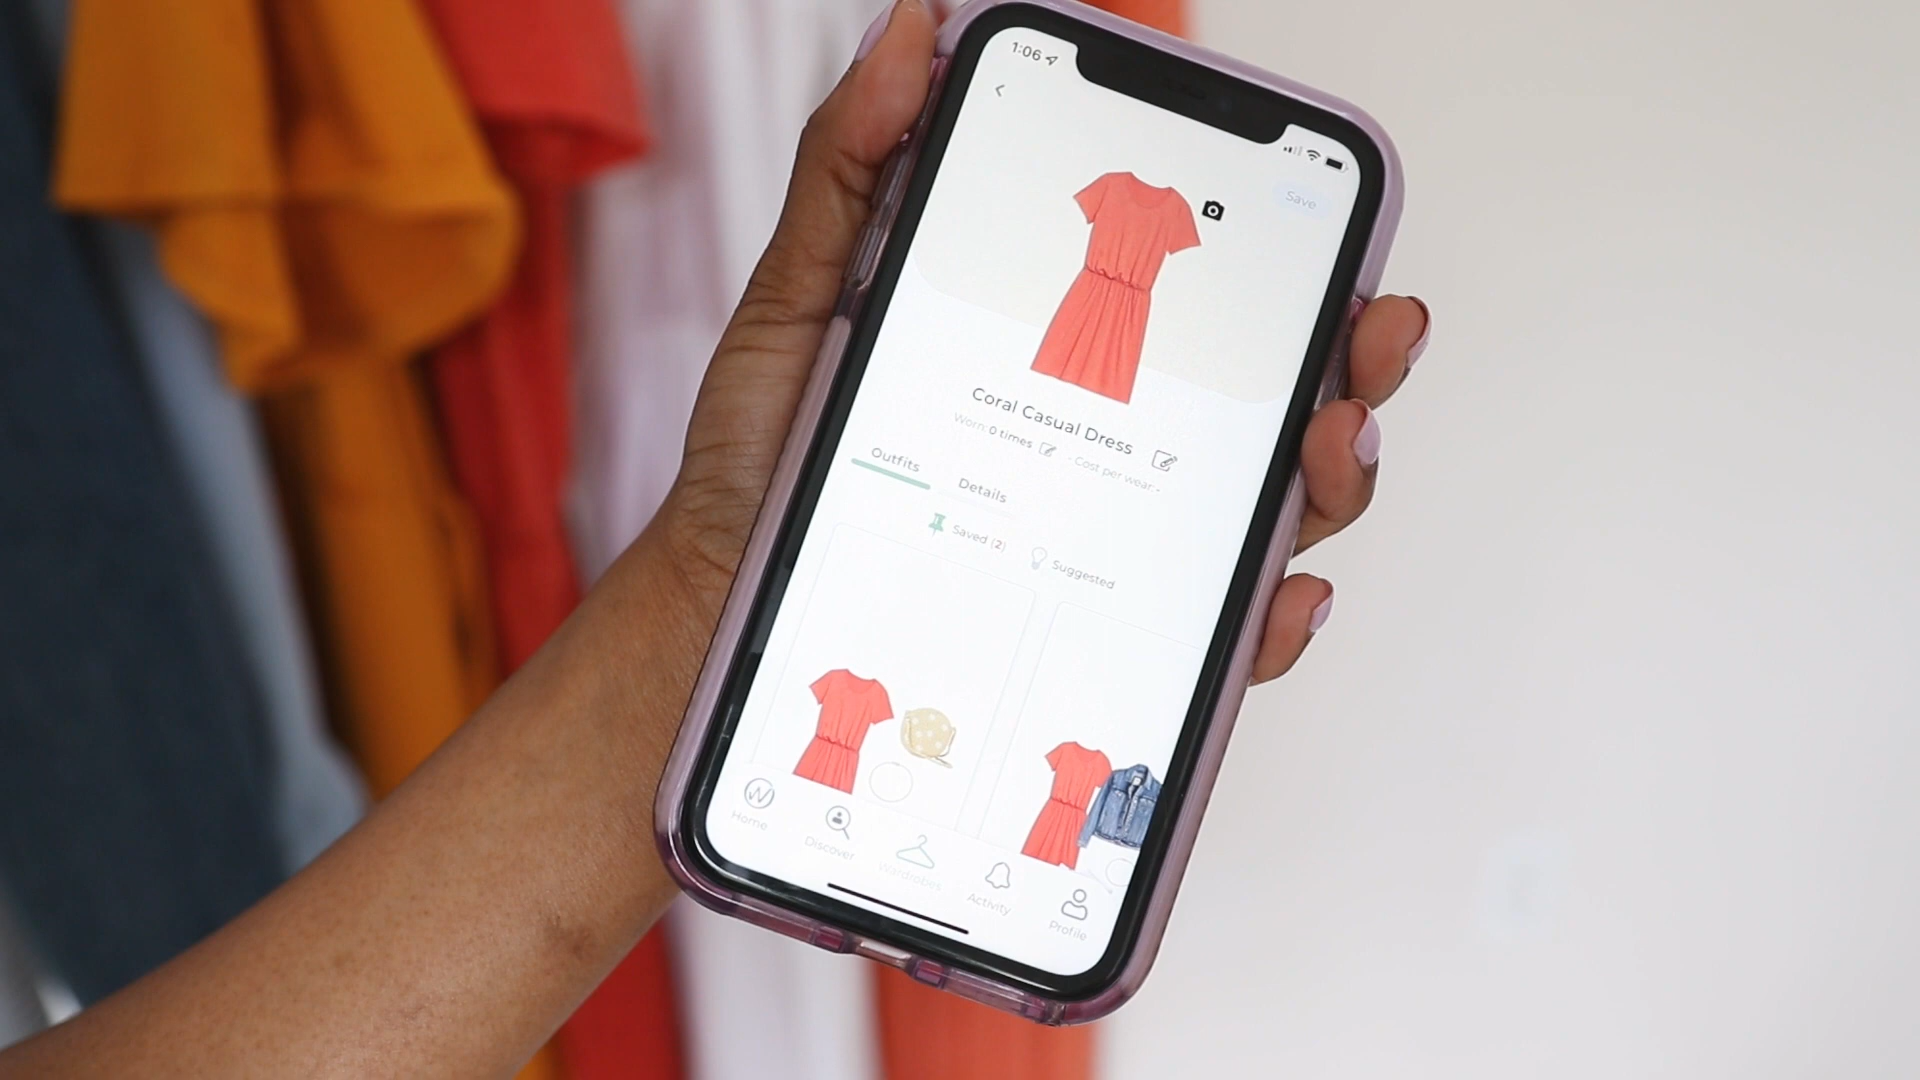 1:06
Save
Coral Casual Dress
Worn: 0 times - Cost per wear: -
Outfits
Details
Saved (2)
Suggested
W
Home
Discover
Wardrobes
Activity
Profile